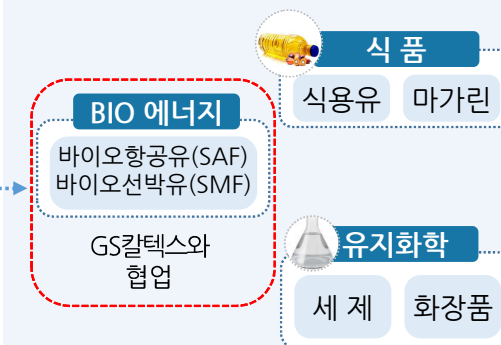 식 품
식용유 마가린
BIO 에너지
바이오항공유(SAF)
바이오선박유(SMF)
GS칼텍스와
협업
유지화학
세 제 화장품